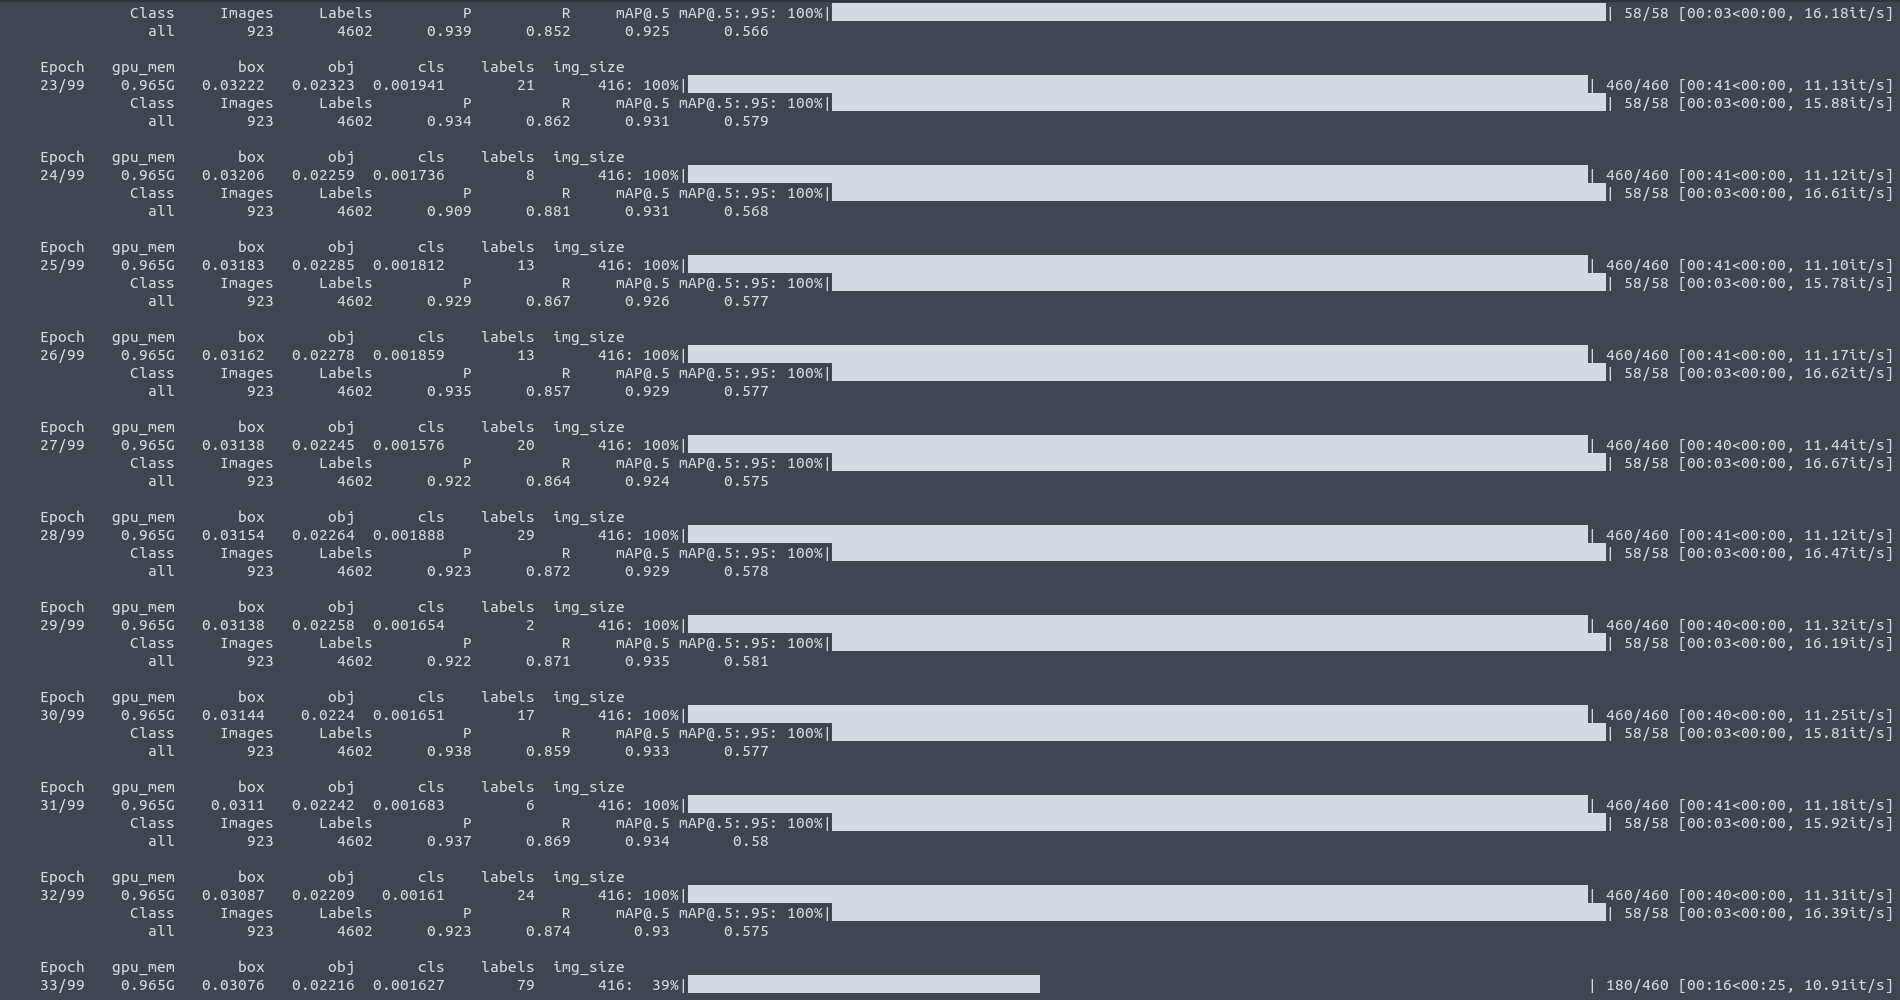 Class Images Labels P R mAP@.5 mAP@.5:.95: 100%| | 58/58 [00:03<00:00, 16.18it/s]
all 923 4602 0.939 0.852 0.925 0.566
Epoch gpu_mem box obj cls labels img_size
23/99 0.965G 0.03222 0.02323 0.001941 21 416: 100%| | 460/460 [00:41<00:00, 11.13it/s]
Class Images Labels P R mAP@.5 mAP@.5:.95: 100%| | 58/58 [00:03<00:00, 15.88it/s]
all 923 4602 0.934 0.862 0.931 0.579
Epoch gpu_mem box obj cls labels img_size
24/99 0.965G 0.03206 0.02259 0.001736 8 416: 100%| | 460/460 [00:41<00:00, 11.12it/s]
Class Images Labels P R mAP@.5 mAP@.5:.95: 100%| | 58/58 [00:03<00:00, 16.61it/s]
all 923 4602 0.909 0.881 0.931 0.568
Epoch gpu_mem box obj cls labels img_size
25/99 0.965G 0.03183 0.02285 0.001812 13 416: 100%| | 460/460 [00:41<00:00, 11.10it/s]
Class Images Labels P R mAP@.5 mAP@.5:.95: 100%| | 58/58 [00:03<00:00, 15.78it/s]
all 923 4602 0.929 0.867 0.926 0.577
Epoch gpu_mem box obj cls labels img_size
26/99 0.965G 0.03162 0.02278 0.001859 13 416: 100%| | 460/460 [00:41<00:00, 11.17it/s]
Class Images Labels P R mAP@.5 mAP@.5:.95: 100%| | 58/58 [00:03<00:00, 16.62it/s]
all 923 4602 0.935 0.857 0.929 0.577
Epoch gpu_mem box obj cls labels img_size
27/99 0.965G 0.03138 0.02245 0.001576 20 416: 100%| | 460/460 [00:40<00:00, 11.44it/s]
Class Images Labels P R mAP@.5 mAP@.5:.95: 100%| | 58/58 [00:03<00:00, 16.67it/s]
all 923 4602 0.922 0.864 0.924 0.575
Epoch gpu_mem box obj cls labels img_size
28/99 0.965G 0.03154 0.02264 0.001888 29 416: 100%| | 460/460 [00:41<00:00, 11.12it/s]
Class Images Labels P R mAP@.5 mAP@.5:.95: 100%| | 58/58 [00:03<00:00, 16.47it/s]
all 923 4602 0.923 0.872 0.929 0.578
Epoch gpu_mem box obj cls labels img_size
29/99 0.965G 0.03138 0.02258 0.001654 2 416: 100%| | 460/460 [00:40<00:00, 11.32it/s]
Class Images Labels P R mAP@.5 mAP@.5:.95: 100%| | 58/58 [00:03<00:00, 16.19it/s]
all 923 4602 0.922 0.871 0.935 0.581
Epoch gpu_mem box obj cls labels img_size
30/99 0.965G 0.03144 0.0224 0.001651 17 416: 100%| | 460/460 [00:40<00:00, 11.25it/s]
Class Images Labels P R mAP@.5 mAP@.5:.95: 100%| | 58/58 [00:03<00:00, 15.81it/s]
all 923 4602 0.938 0.859 0.933 0.577
Epoch gpu_mem box obj cls labels img_size
31/99 0.965G 0.0311 0.02242 0.001683 6 416: 100%| | 460/460 [00:41<00:00, 11.18it/s]
Class Images Labels P R mAP@.5 mAP@.5:.95: 100%| | 58/58 [00:03<00:00, 15.92it/s]
all 923 4602 0.937 0.869 0.934 0.58
Epoch gpu_mem box obj cls labels img_size
32/99 0.965G 0.03087 0.02209 0.00161 24 416: 100%| | 460/460 [00:40<00:00, 11.31it/s]
Class Images Labels P R mAP@.5 mAP@.5:.95: 100%| | 58/58 [00:03<00:00, 16.39it/s]
all 923 4602 0.923 0.874 0.93 0.575
Epoch gpu_mem box obj cls labels img_size
33/99 0.965G 0.03076 0.02216 0.001627 79 416: 39%| | 180/460 [00:16<00:25, 10.91it/s]